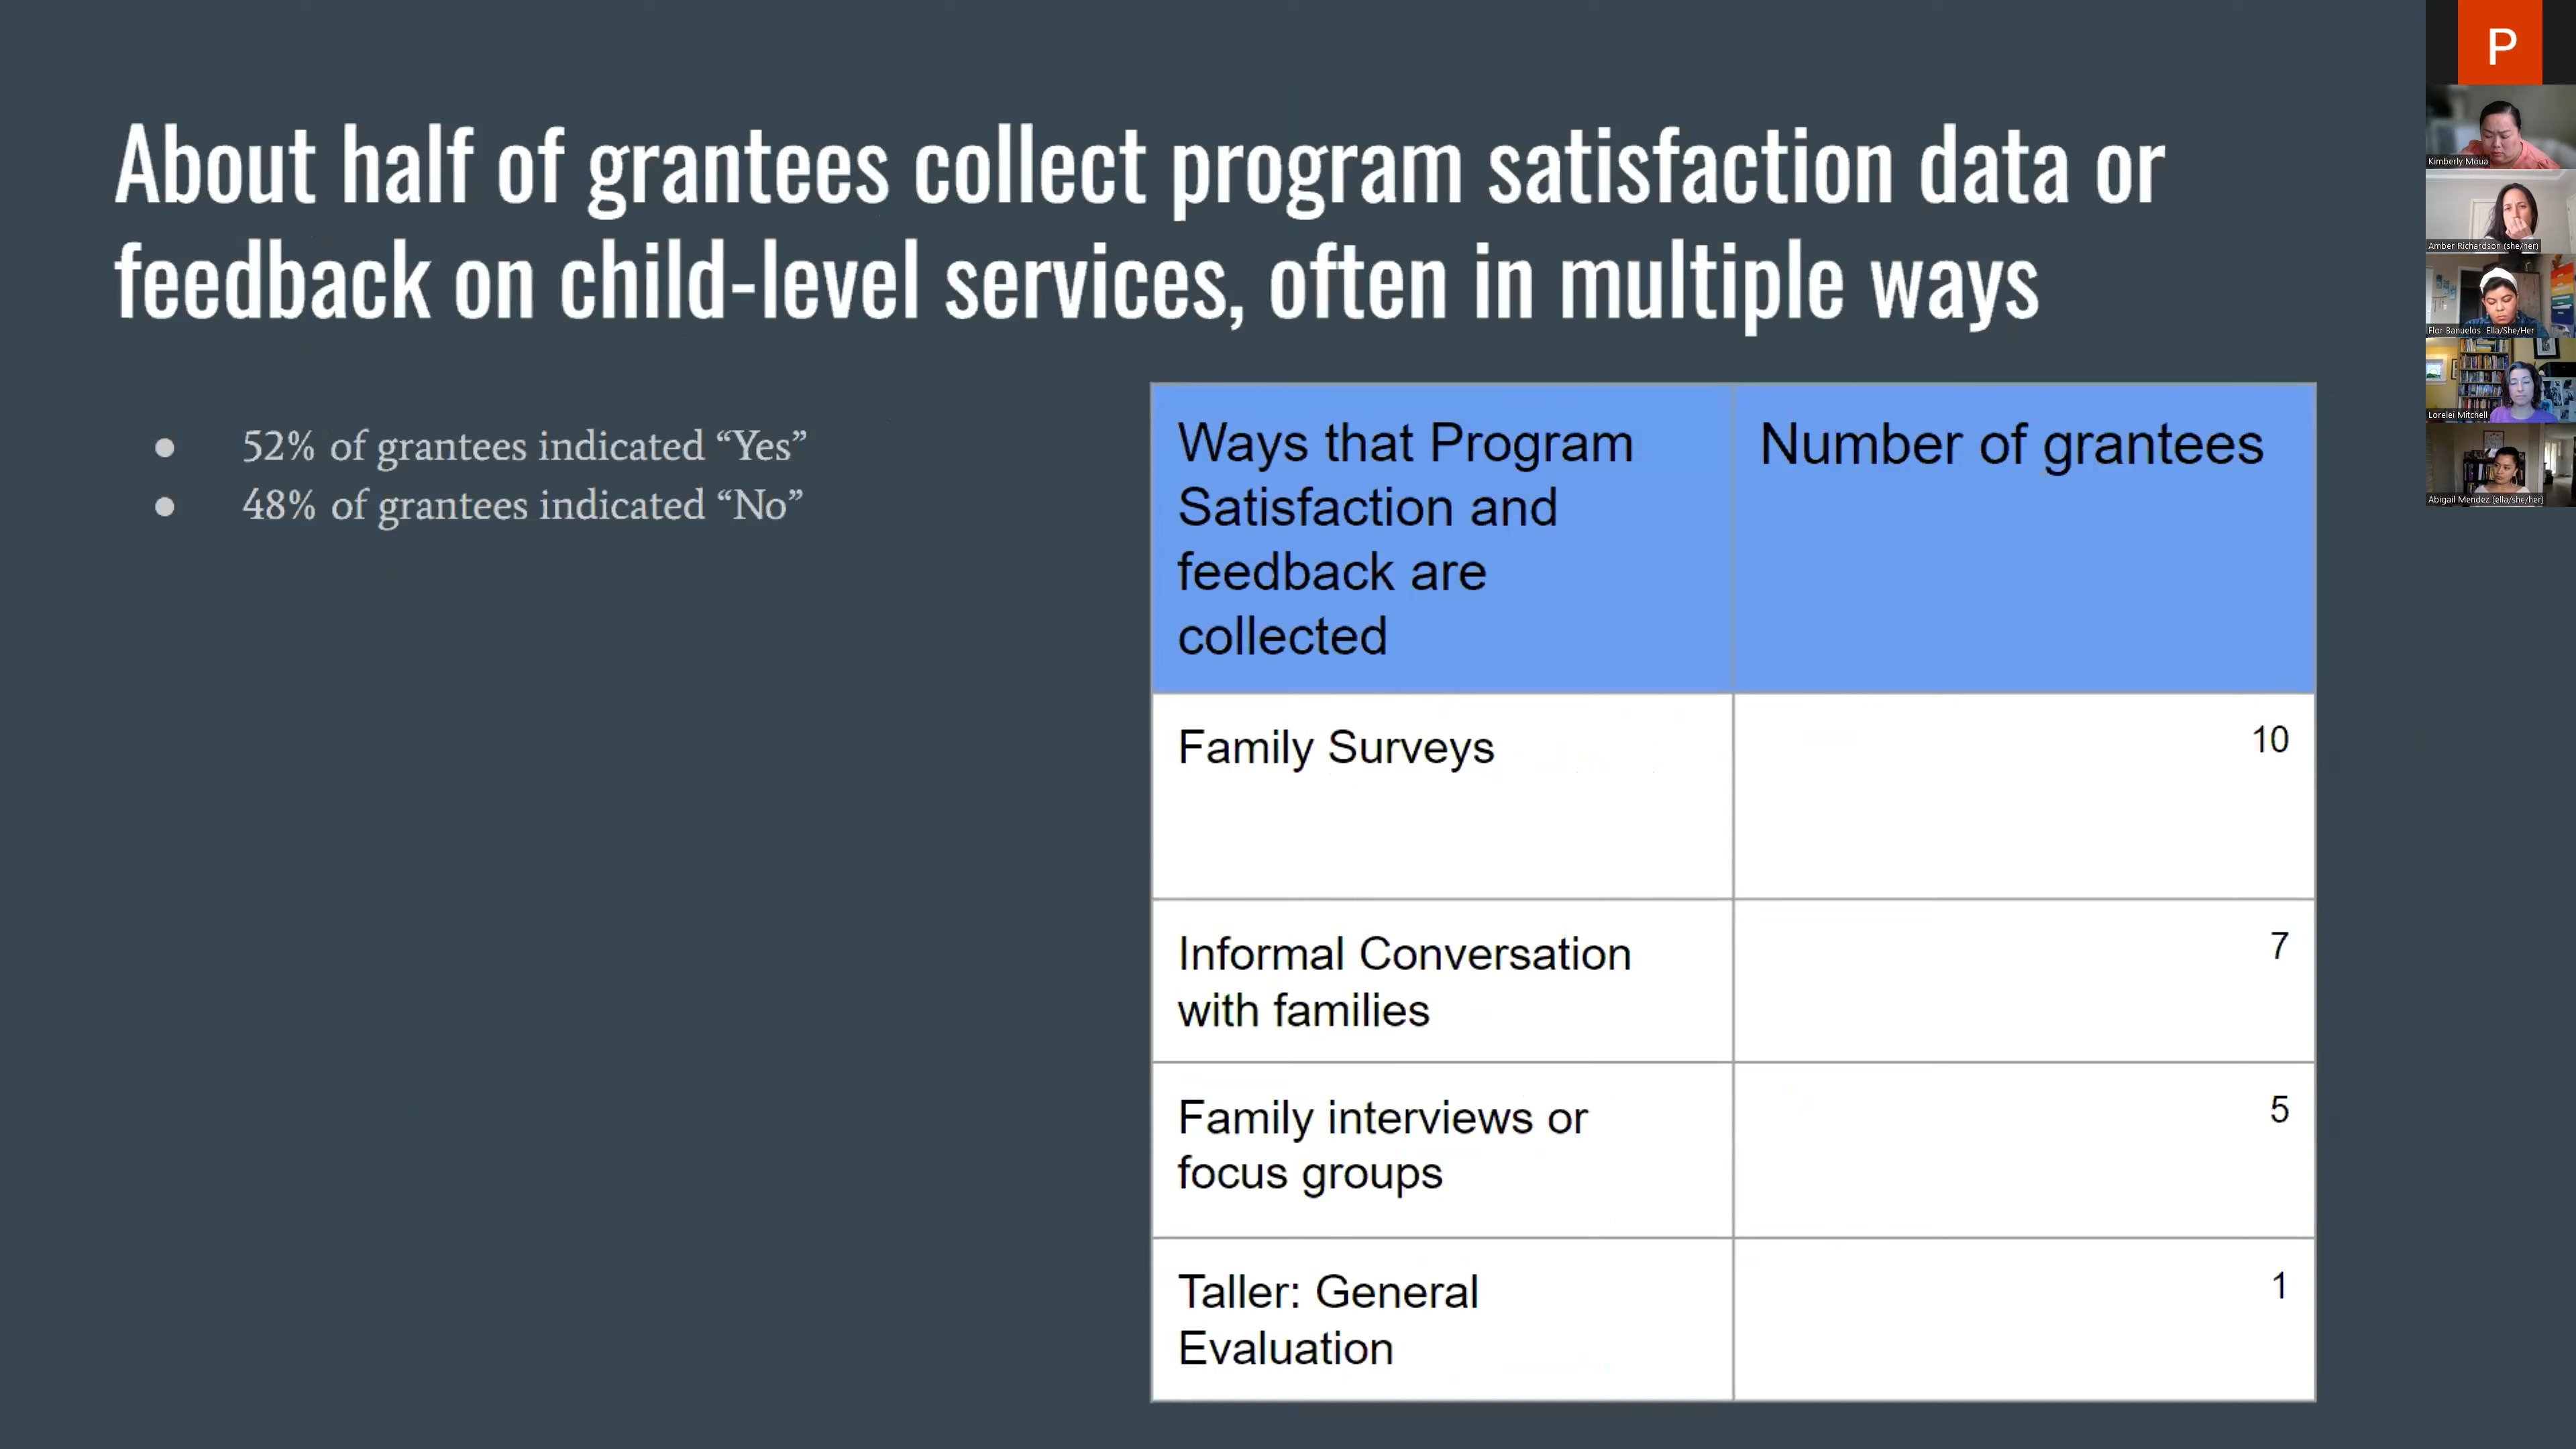 About half of grantees collect program satisfaction data or
feedback on child-level services, often in multiple ways
● 52% of grantees indicated “Yes”
● 48% of grantees indicated “No”
Ways that Program
Satisfaction and
feedback are
collected
Number of grantees
Family Surveys
10
Informal Conversation
with families
7
Family interviews or
focus groups
5
Taller: General
Evaluation
1
P
Kimberly Moua
Amber Richardson (she/her)
Flor Banuelos Ella/She/Her
Lorelei Mitchell
Abigail Mendez (ella/she/her)